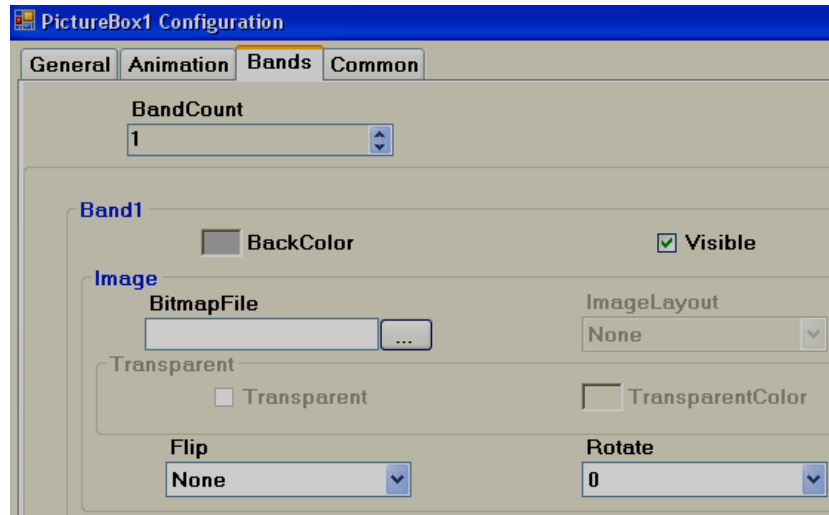 PictureBox1 Configuration
General Animation Bands Common
BandCount
1
Band1
BackColor Visible
Image
BitmapFile ImageLayout
... None
Transparent
Transparent TransparentColor
Flip Rotate
None 0